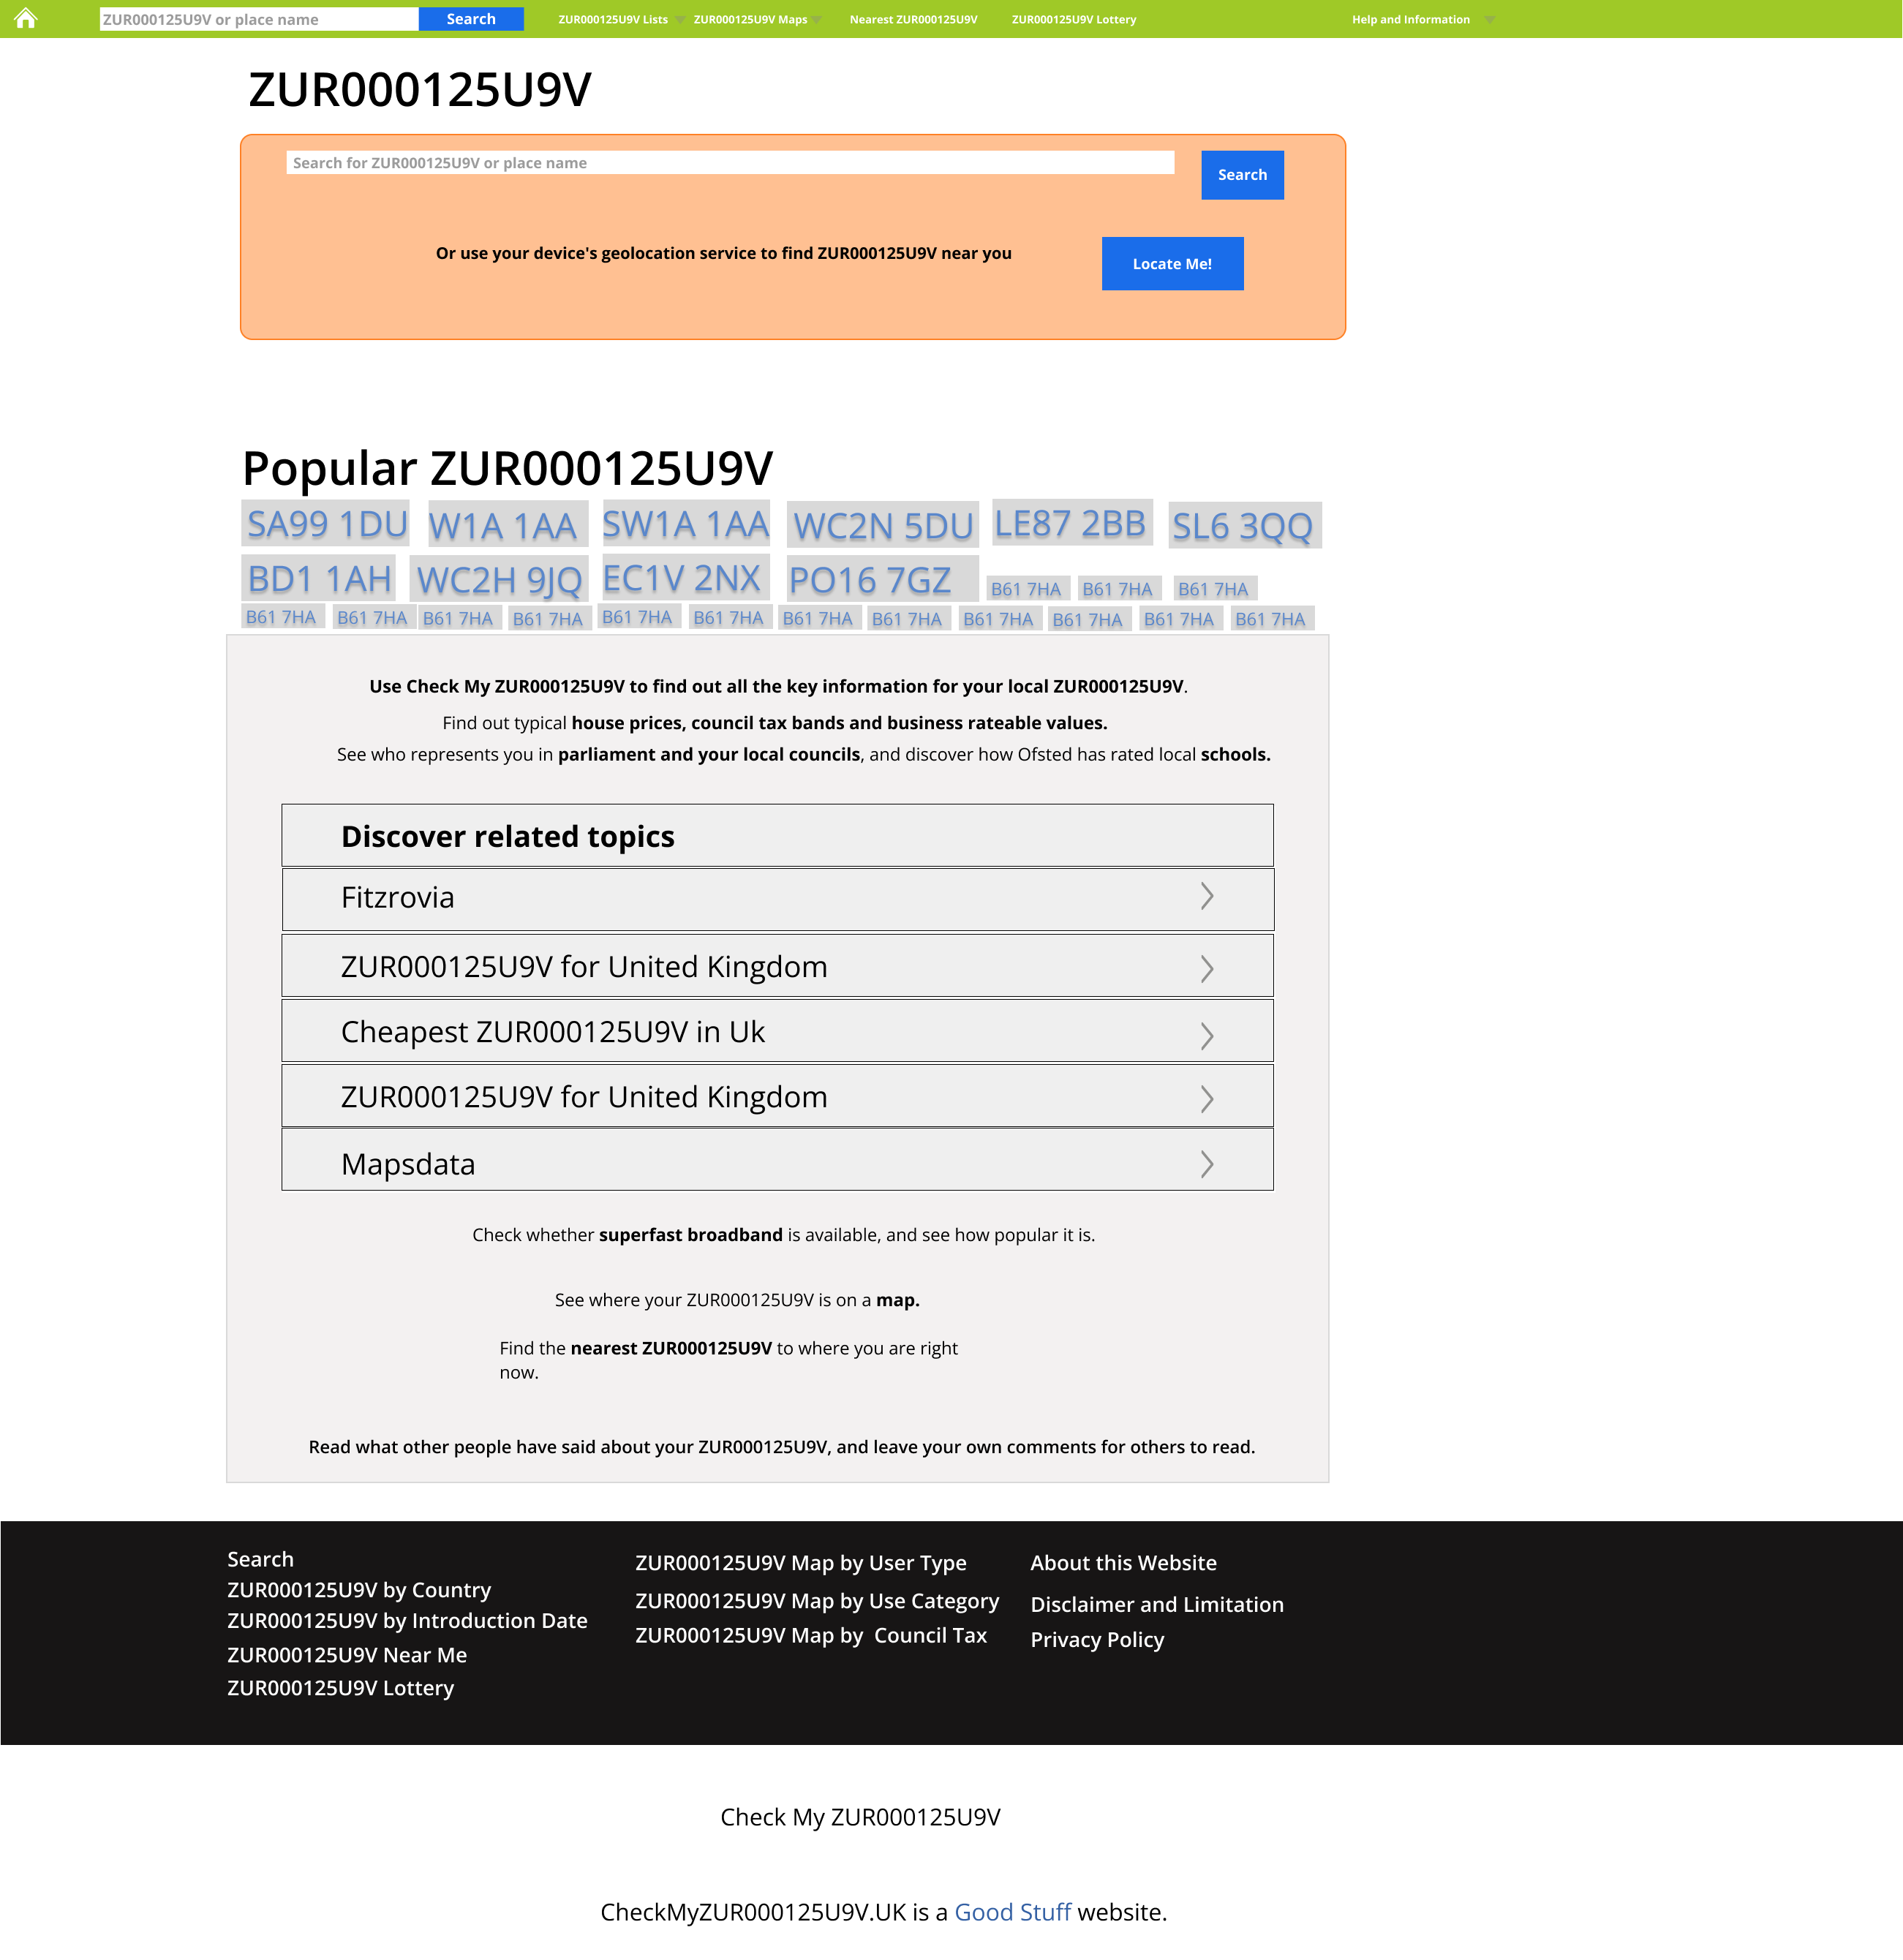 ZUR000125U9V or place name Search ZUR000125U9V Lists ZUR000125U9V Maps Nearest ZUR000125U9V ZUR000125U9V Lottery Help and Information
ZUR000125U9V
Search for ZUR000125U9V or place name
Search
Or use your device's geolocation service to find ZUR000125U9V near you
Locate Me!
Popular ZUR000125U9V
SA99 1DU W1A 1AA SW1A 1AA WC2N 5DU LE87 2BB SL6 3QQ
BD1 1AH WC2H 9JQ EC1V 2NX PO16 7GZ B61 7HA B61 7HA B61 7HA
B61 7HA B61 7HA B61 7HA B61 7HA B61 7HA B61 7HA B61 7HA B61 7HA B61 7HA B61 7HA B61 7HA B61 7HA
Use Check My ZUR000125U9V to find out all the key information for your local ZUR000125U9V.
Find out typical house prices, council tax bands and business rateable values.
See who represents you in parliament and your local councils, and discover how Ofsted has rated local schools.
Discover related topics
Fitzrovia
ZUR000125U9V for United Kingdom
Cheapest ZUR000125U9V in Uk
ZUR000125U9V for United Kingdom
Mapsdata
Check whether superfast broadband is available, and see how popular it is.
See where your ZUR000125U9V is on a map.
Find the nearest ZUR000125U9V to where you are right
now.
Read what other people have said about your ZUR000125U9V, and leave your own comments for others to read.
Search
ZUR000125U9V by Country
ZUR000125U9V by Introduction Date
ZUR000125U9V Near Me
ZUR000125U9V Lottery
ZUR000125U9V Map by User Type
ZUR000125U9V Map by Use Category
ZUR000125U9V Map by Council Tax
About this Website
Disclaimer and Limitation
Privacy Policy
Check My ZUR000125U9V
CheckMyZUR000125U9V.UK is a Good Stuff website.